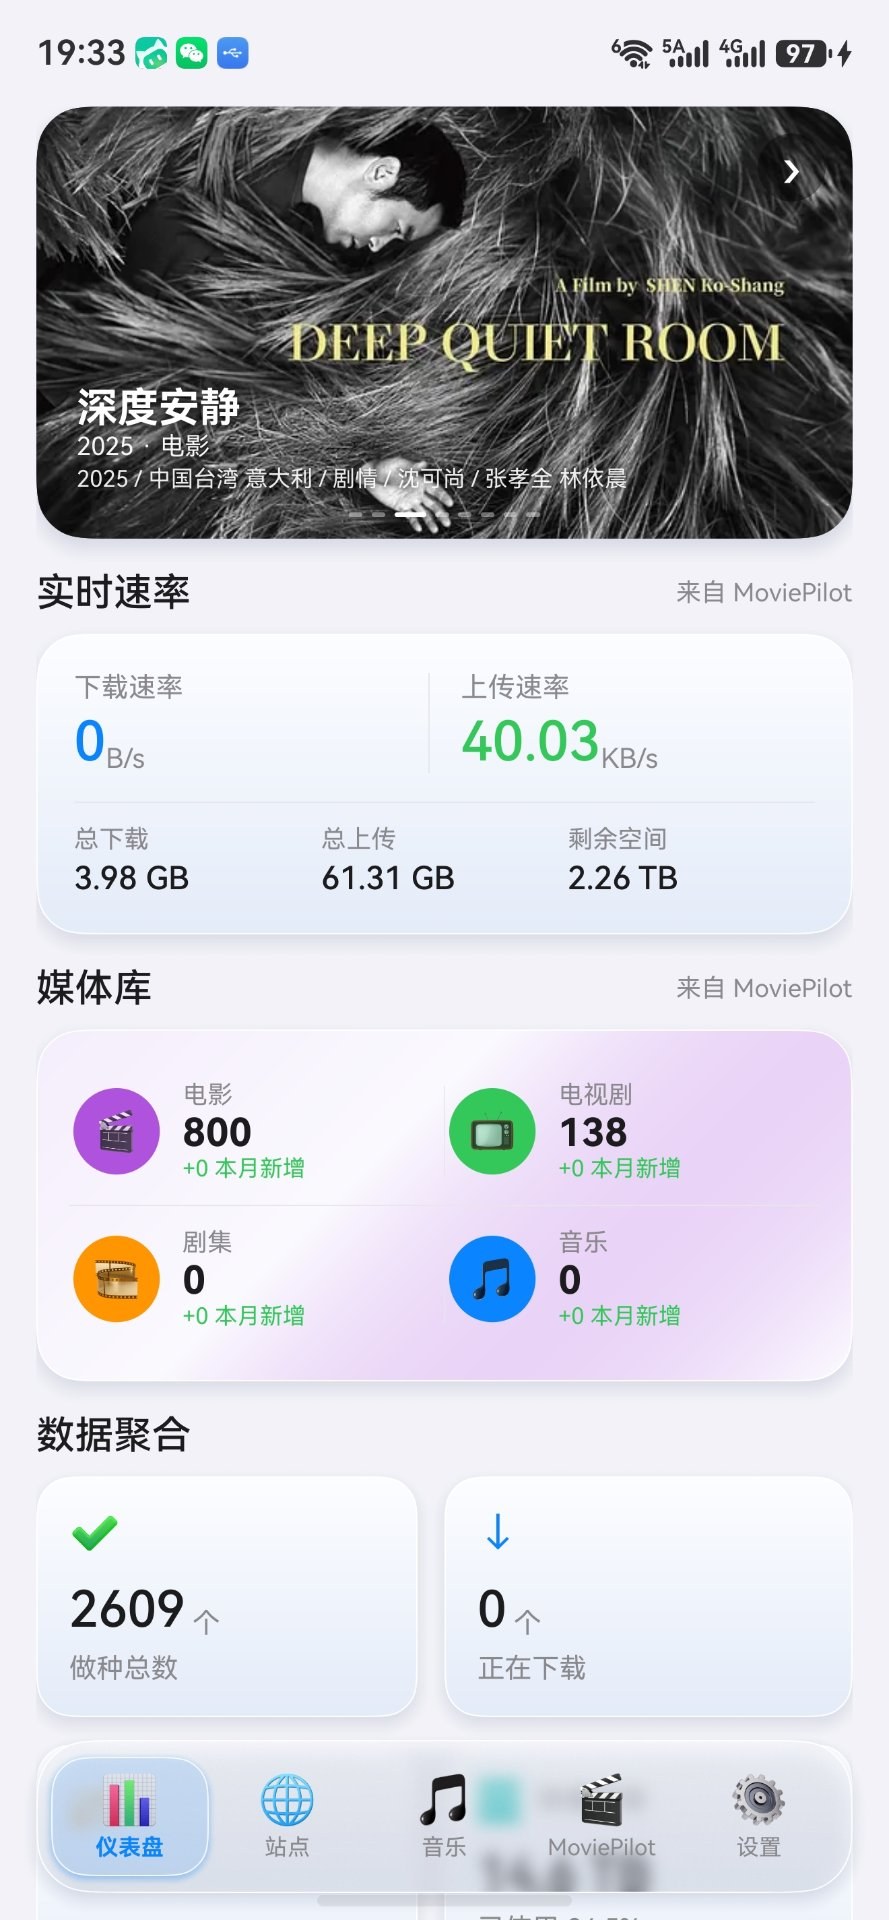 19:33
6
5A
4G
97
A Film by SHEN Ko-Shang
DEEP QUIET ROOM
深度安静
2025 · 电影
2025 / 中国台湾 意大利 / 剧情 / 沈可尚 / 张孝全 林依晨
实时速率
来自 MoviePilot
下载速率
上传速率
0 B/s
40.03 KB/s
总下载
总上传
剩余空间
3.98 GB
61.31 GB
2.26 TB
媒体库
来自 MoviePilot
电影
800
+0 本月新增
电视剧
138
+0 本月新增
剧集
0
+0 本月新增
音乐
0
+0 本月新增
数据聚合
2609 个
做种总数
0 个
正在下载
仪表盘
站点
音乐
MoviePilot
设置